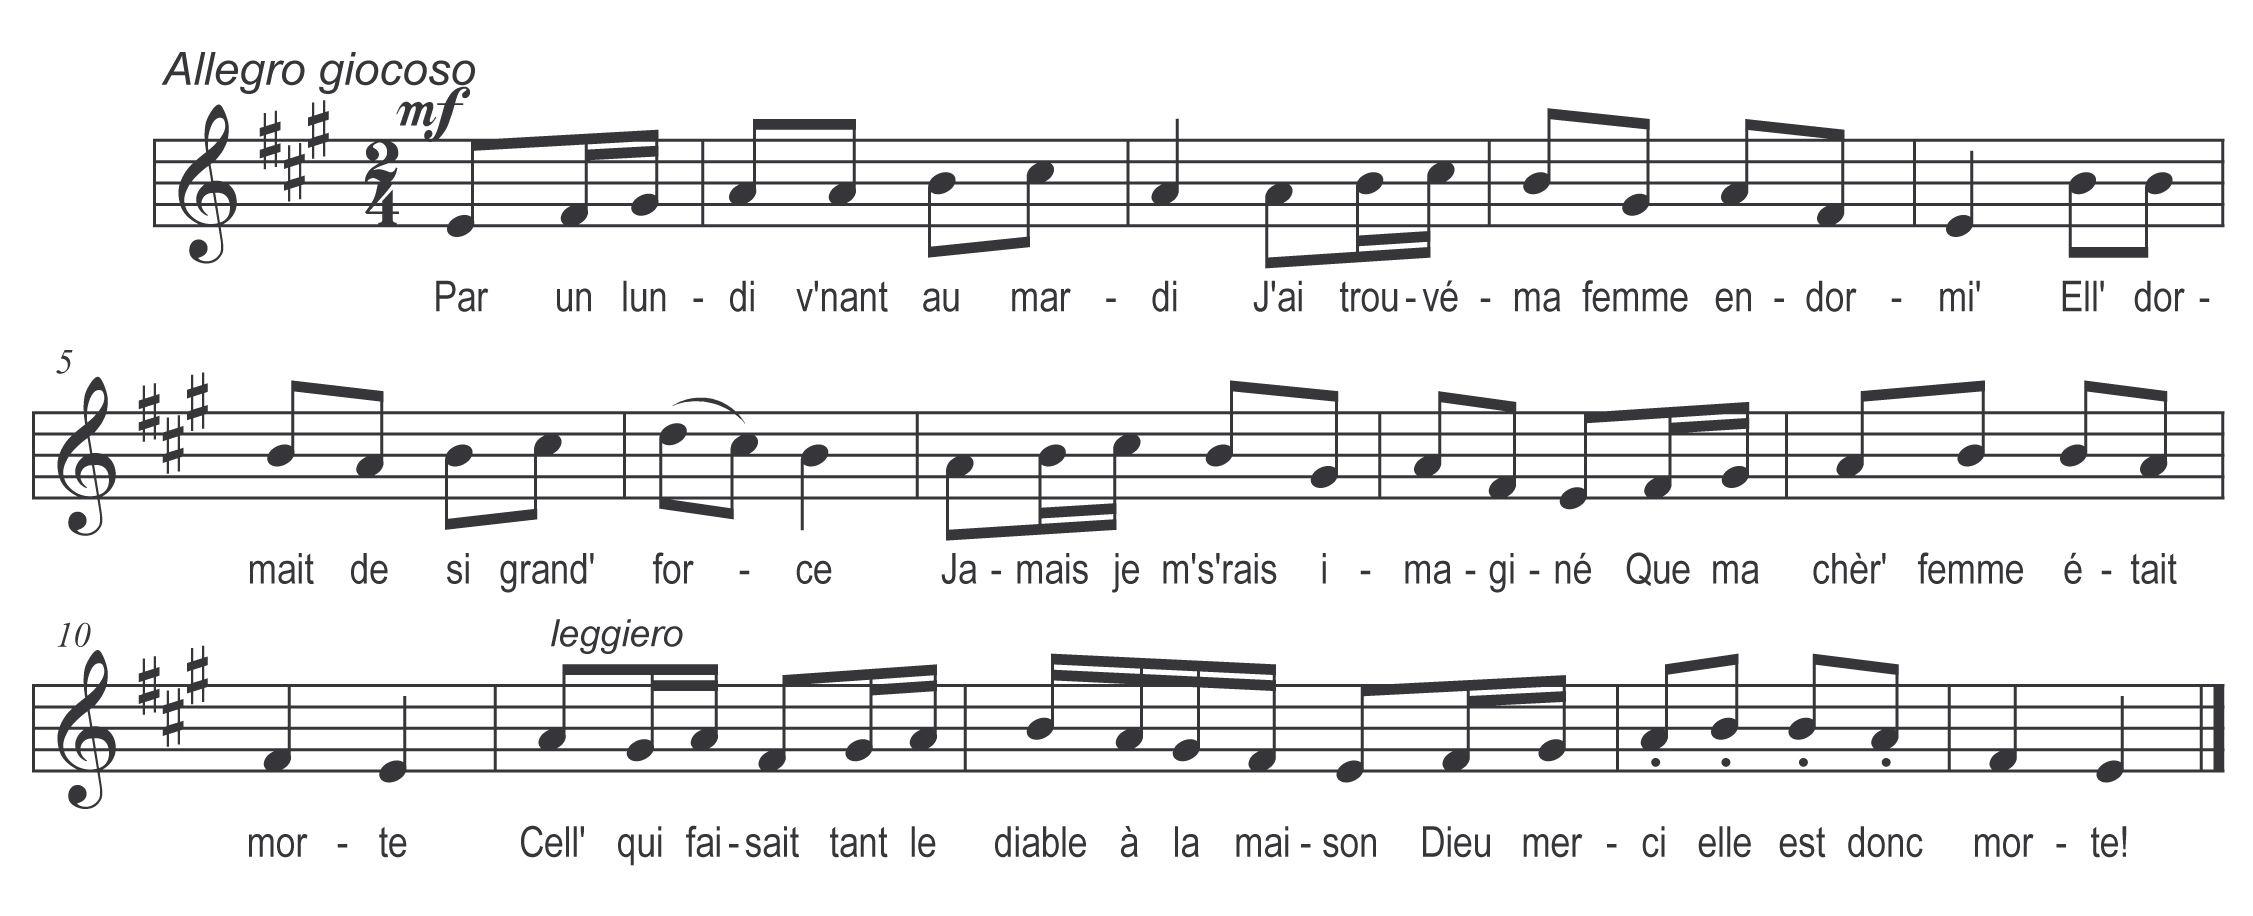 Allegro giocoso
mf
2
4
Par un lun - di v'nant au mar - di J'ai trou - vé - ma femme en - dor - mi' Ell' dor -
5
mait de si grand' for - ce Ja - mais je m's'rais i - ma - gi - né Que ma chèr' femme é - tait
10
leggiero
mor - te Cell' qui fai - sait tant le diable à la mai - son Dieu mer - ci elle est donc mor - te!